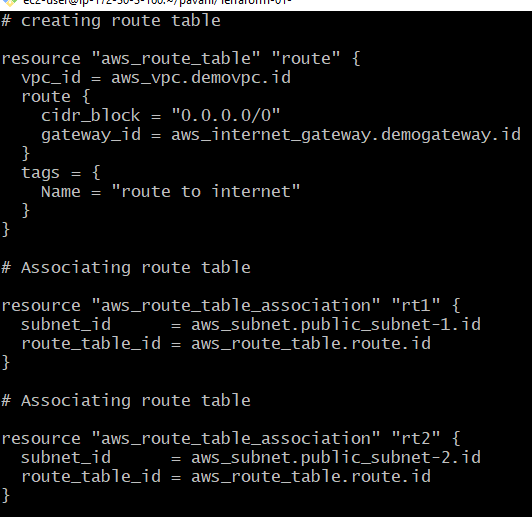 # creating route table
resource "aws_route_table" "route" {
  vpc_id = aws_vpc.demovpc.id
  route {
    cidr_block = "0.0.0.0/0"
    gateway_id = aws_internet_gateway.demogateway.id
  }
  tags = {
    Name = "route to internet"
  }
}
# Associating route table
resource "aws_route_table_association" "rt1" {
  subnet_id      = aws_subnet.public_subnet-1.id
  route_table_id = aws_route_table.route.id
}
# Associating route table
resource "aws_route_table_association" "rt2" {
  subnet_id      = aws_subnet.public_subnet-2.id
  route_table_id = aws_route_table.route.id
}